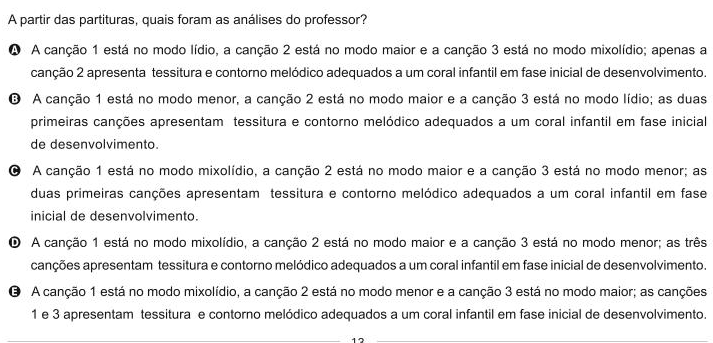 A partir das partituras, quais foram as análises do professor?
A A canção 1 está no modo lídio, a canção 2 está no modo maior e a canção 3 está no modo mixolídio; apenas a
canção 2 apresenta tessitura e contorno melódico adequados a um coral infantil em fase inicial de desenvolvimento.
B A canção 1 está no modo menor, a canção 2 está no modo maior e a canção 3 está no modo lídio; as duas
primeiras canções apresentam tessitura e contorno melódico adequados a um coral infantil em fase inicial
de desenvolvimento.
C A canção 1 está no modo mixolídio, a canção 2 está no modo maior e a canção 3 está no modo menor; as
duas primeiras canções apresentam tessitura e contorno melódico adequados a um coral infantil em fase
inicial de desenvolvimento.
D A canção 1 está no modo mixolídio, a canção 2 está no modo maior e a canção 3 está no modo menor; as três
canções apresentam tessitura e contorno melódico adequados a um coral infantil em fase inicial de desenvolvimento.
E A canção 1 está no modo mixolídio, a canção 2 está no modo menor e a canção 3 está no modo maior; as canções
1 e 3 apresentam tessitura e contorno melódico adequados a um coral infantil em fase inicial de desenvolvimento.